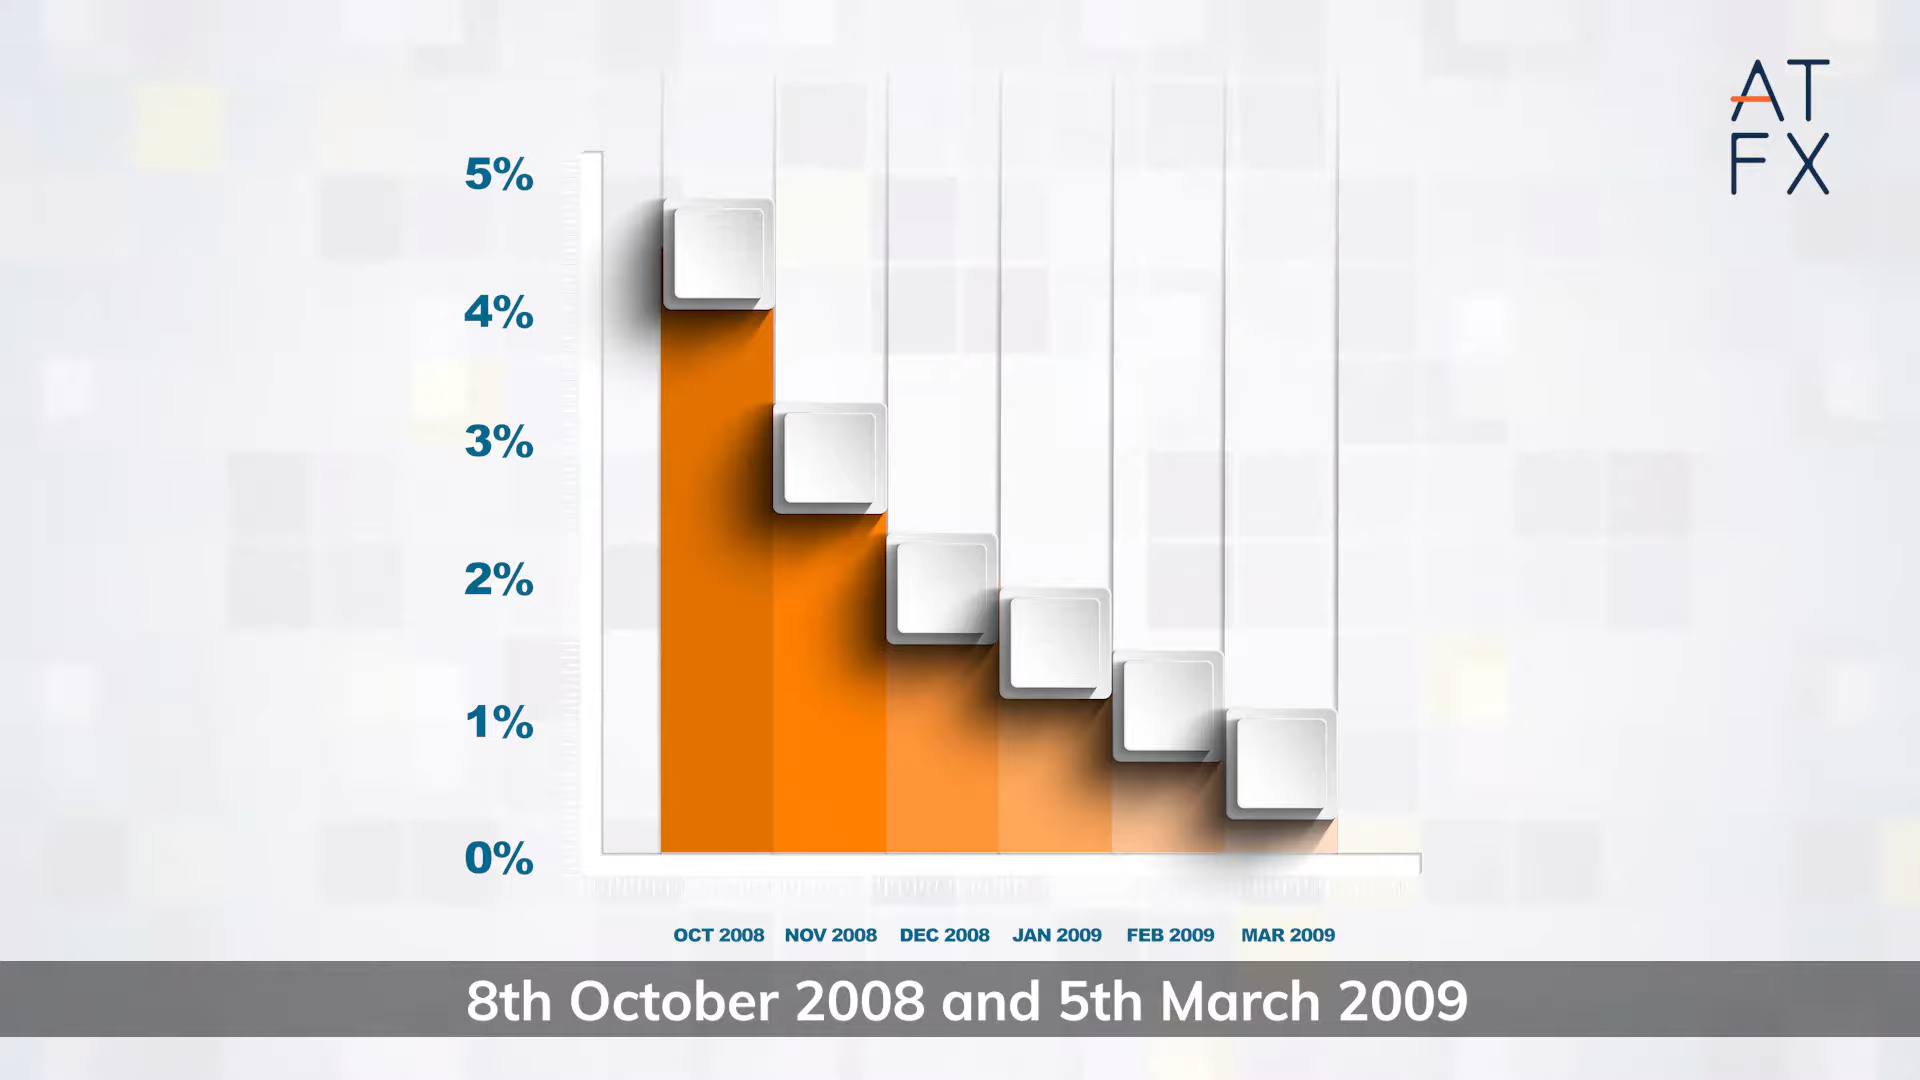 AT
FX
5%
4%
3%
2%
1%
0%
OCT 2008 NOV 2008 DEC 2008 JAN 2009 FEB 2009 MAR 2009
8th October 2008 and 5th March 2009